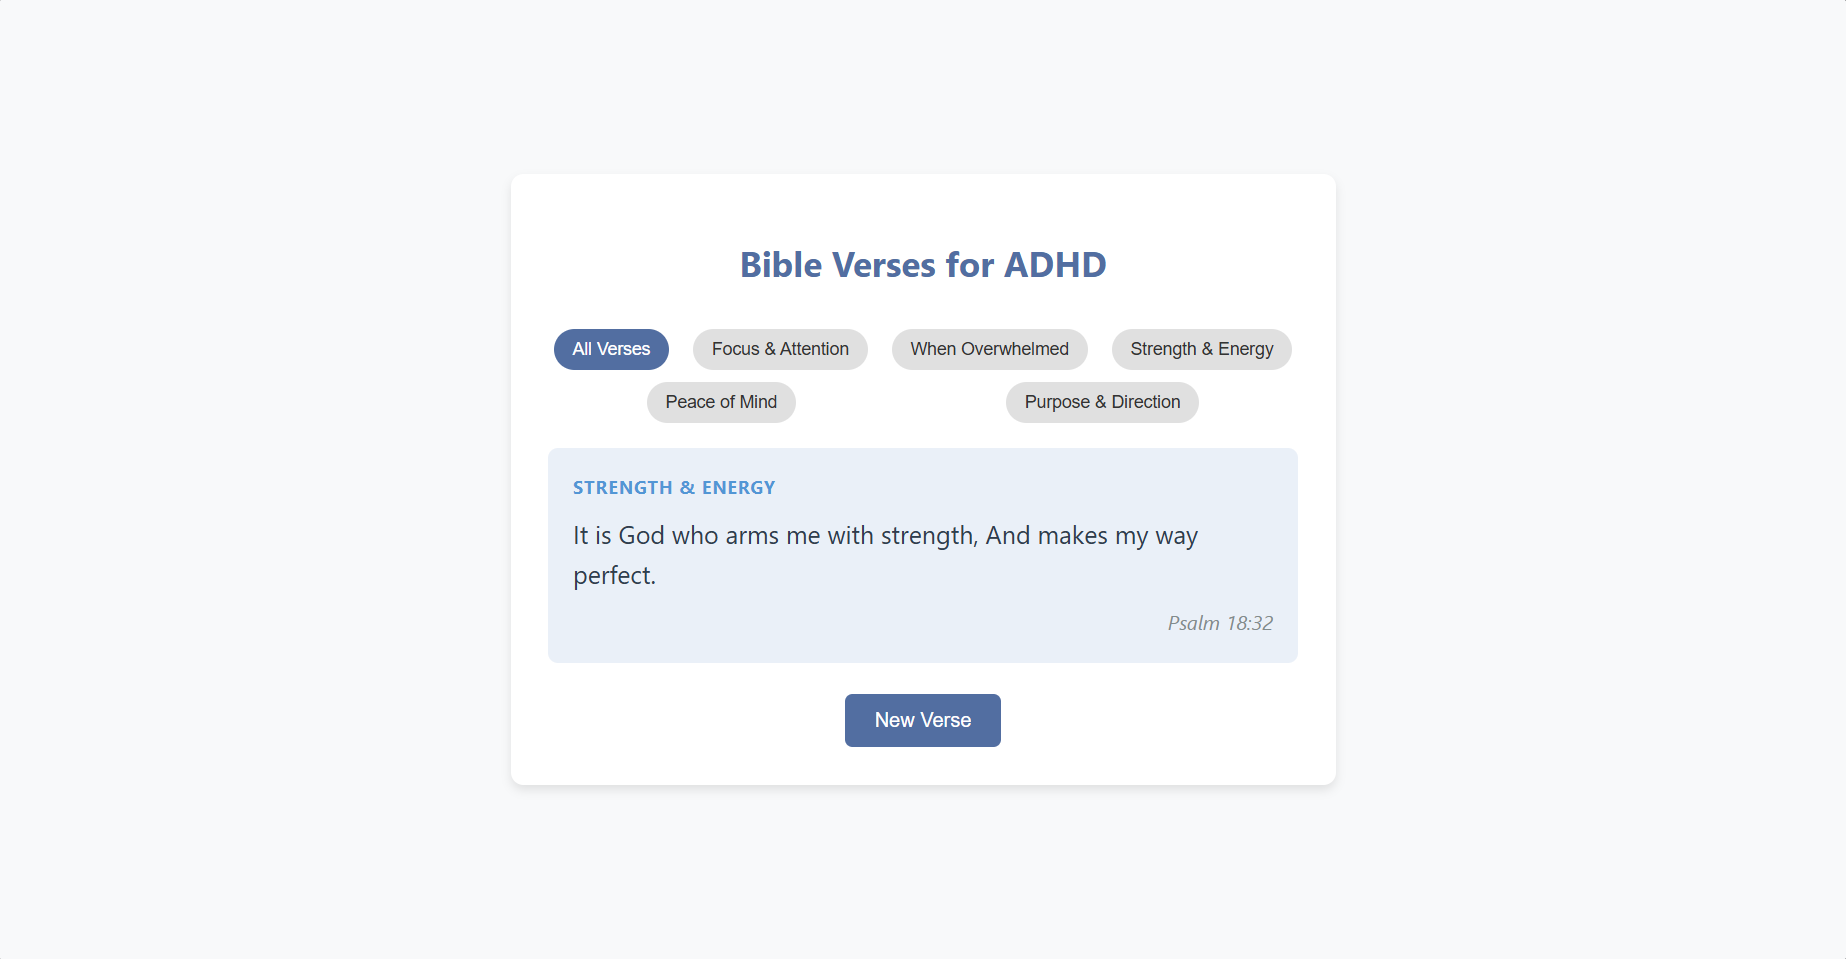 Bible Verses for ADHD
All Verses
Focus & Attention
When Overwhelmed
Strength & Energy
Peace of Mind
Purpose & Direction
STRENGTH & ENERGY
It is God who arms me with strength, And makes my way
perfect.
Psalm 18:32
New Verse